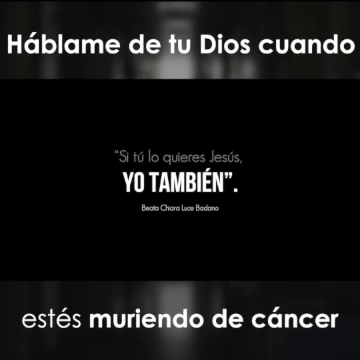 Háblame de tu Dios cuando
“Si tú lo quieres Jesús,
YO TAMBIÉN”.
Beata Chiara Luce Badano
estés muriendo de cáncer